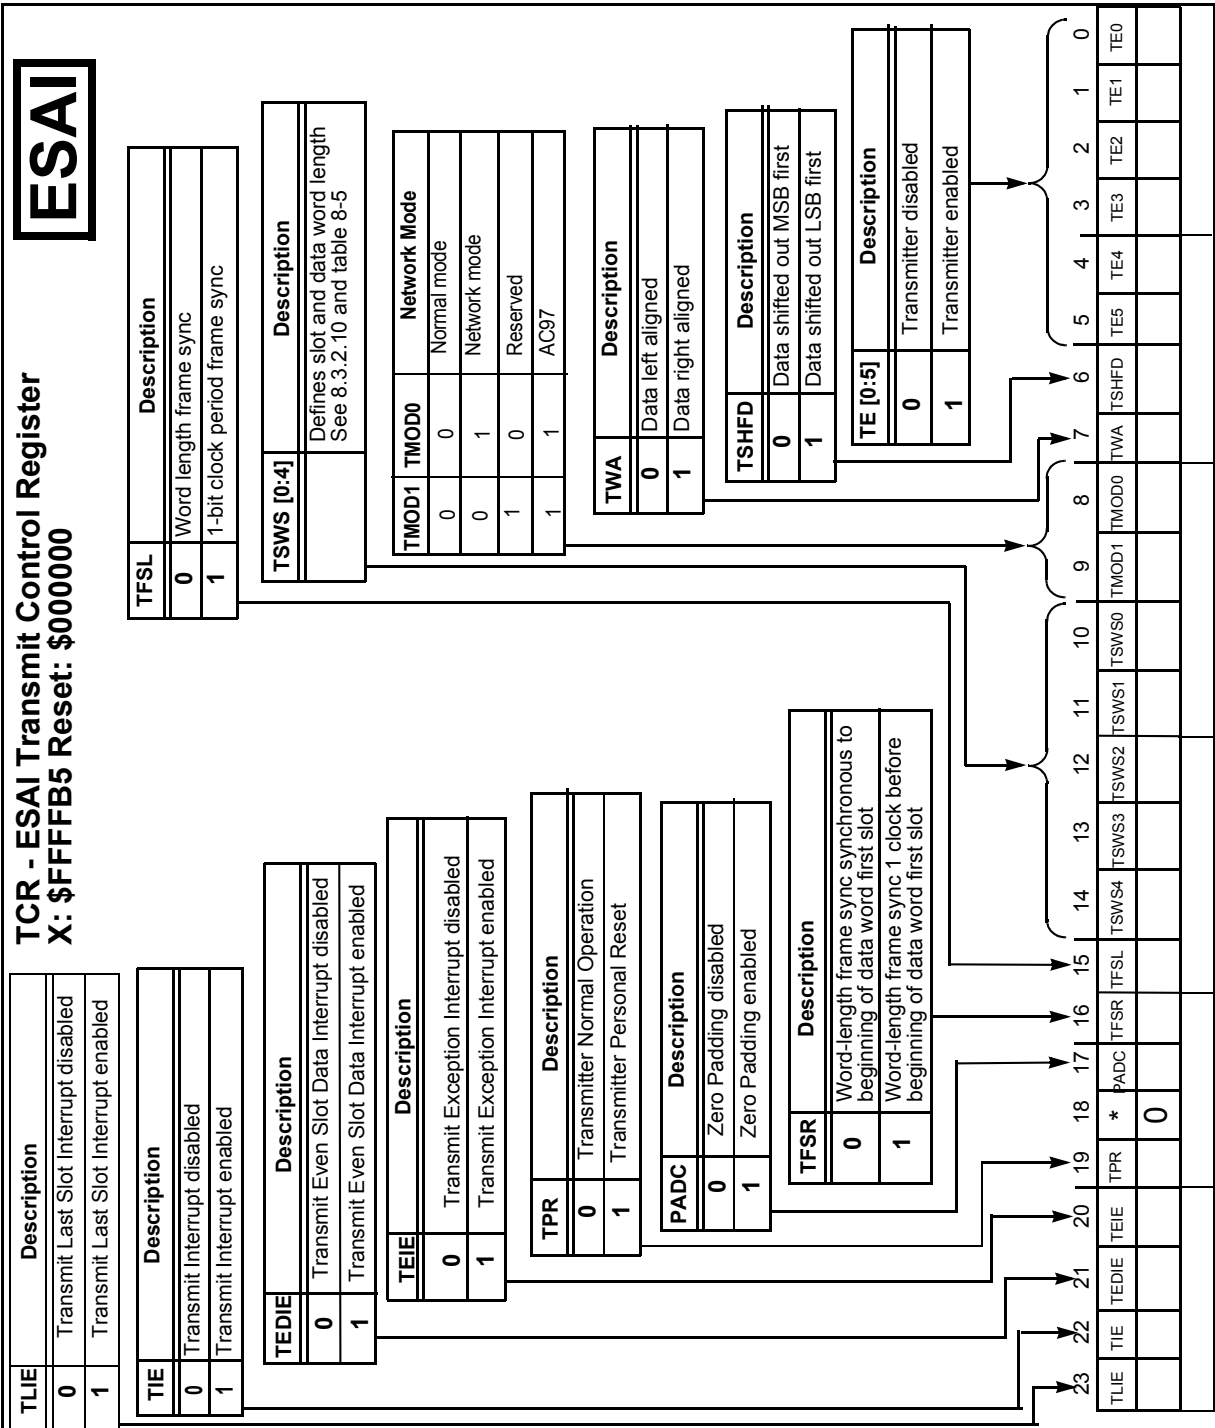 ESAI
TCR - ESAI Transmit Control Register
X: $FFFFB5 Reset: $000000
TLIE Description
0 Transmit Last Slot Interrupt disabled
1 Transmit Last Slot Interrupt enabled
TIE Description
0 Transmit Interrupt disabled
1 Transmit Interrupt enabled
TEDIE Description
0 Transmit Even Slot Data Interrupt disabled
1 Transmit Even Slot Data Interrupt enabled
TEIE Description
0 Transmit Exception Interrupt disabled
1 Transmit Exception Interrupt enabled
TPR Description
0 Transmitter Normal Operation
1 Transmitter Personal Reset
PADC Description
0 Zero Padding disabled
1 Zero Padding enabled
TFSR Description
0 Word-length frame sync synchronous to
beginning of data word first slot
1 Word-length frame sync 1 clock before
beginning of data word first slot
TFSL Description
0 Word length frame sync
1 1-bit clock period frame sync
TSWS [0:4] Description
Defines slot and data word length
See 8.3.2.10 and table 8-5
TMOD1 TMOD0 Network Mode
0 0 Normal mode
0 1 Network mode
1 0 Reserved
1 1 AC97
TWA Description
0 Data left aligned
1 Data right aligned
TSHFD Description
0 Data shifted out MSB first
1 Data shifted out LSB first
TE [0:5] Description
0 Transmitter disabled
1 Transmitter enabled
23 22 21 20 19 18 17 16 15 14 13 12 11 10 9 8 7 6 5 4 3 2 1 0
TLIE TIE TEDIE TEIE TPR * PADC TFSR TFSL TSWS4 TSWS3 TSWS2 TSWS1 TSWS0 TMOD1 TMOD0 TWA TSHFD TE5 TE4 TE3 TE2 TE1 TE0
0